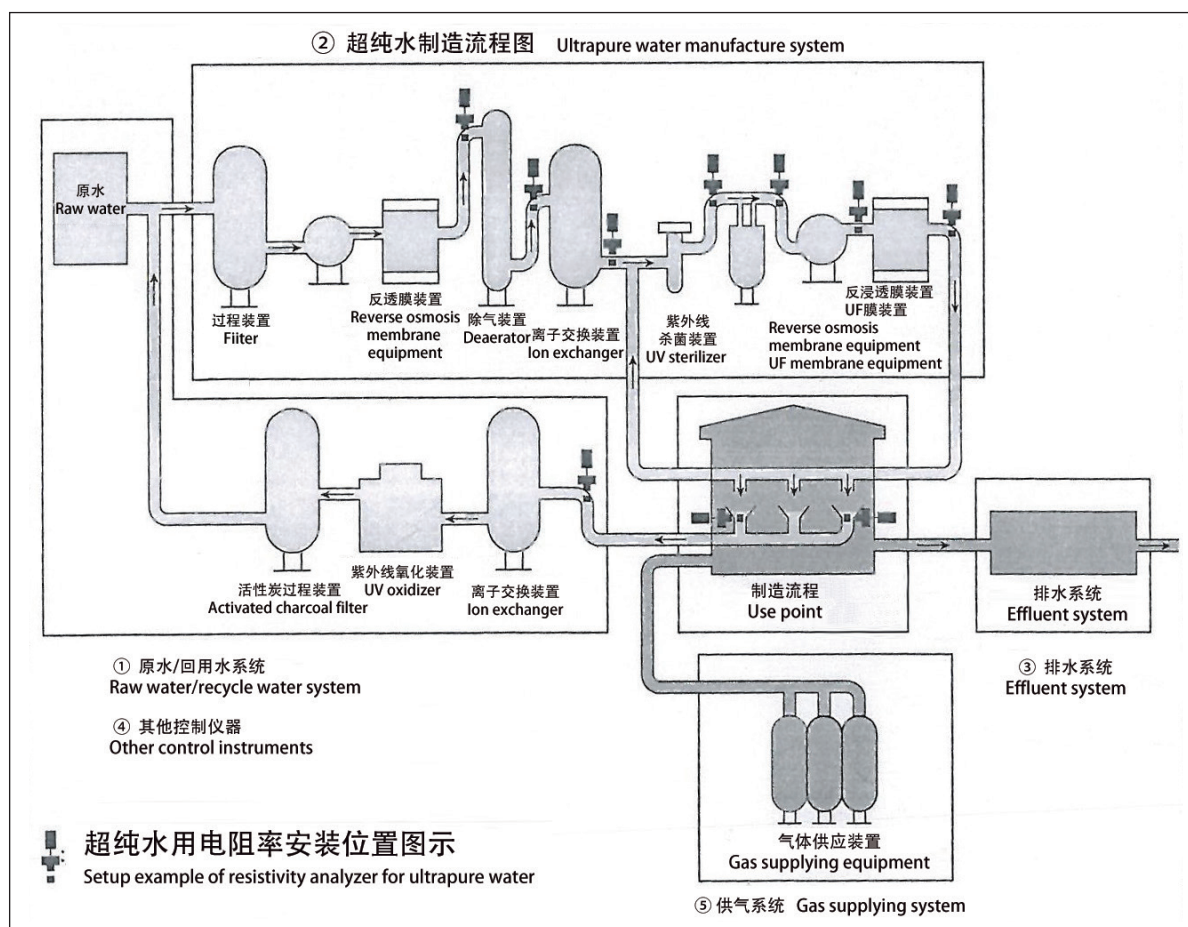 ② 超纯水制造流程图 Ultrapure water manufacture system
原水
Raw water
过程装置
Fiiter
反透膜装置
Reverse osmosis
membrane
equipment
除气装置
Deaerator
离子交换装置
Ion exchanger
紫外线
杀菌装置
UV sterilizer
反浸透膜装置
UF膜装置
Reverse osmosis
membrane equipment
UF membrane equipment
活性炭过程装置
Activated charcoal filter
紫外线氧化装置
UV oxidizer
离子交换装置
Ion exchanger
制造流程
Use point
排水系统
Effluent system
① 原水/回用水系统
Raw water/recycle water system
③ 排水系统
Effluent system
④ 其他控制仪器
Other control instruments
气体供应装置
Gas supplying equipment
: 超纯水用电阻率安装位置图示
Setup example of resistivity analyzer for ultrapure water
⑤ 供气系统 Gas supplying system